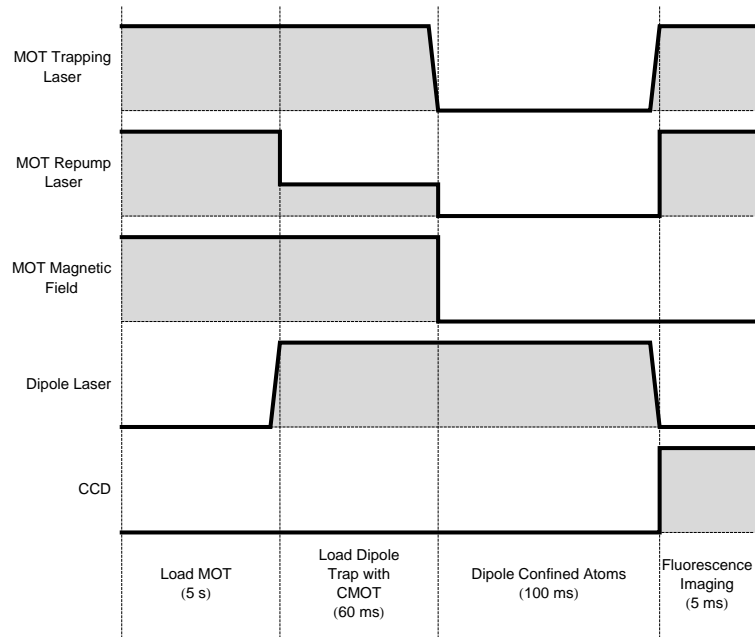 MOT Trapping
Laser
MOT Repump
Laser
MOT Magnetic
Field
Dipole Laser
CCD
Load MOT
(5 s)
Load Dipole
Trap with
CMOT
(60 ms)
Dipole Confined Atoms
(100 ms)
Fluorescence
Imaging
(5 ms)